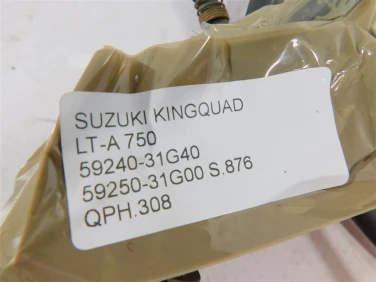 SUZUKI KINGQUAD
LT-A 750
59240-31G40
59250-31G00 S.876
QPH.308